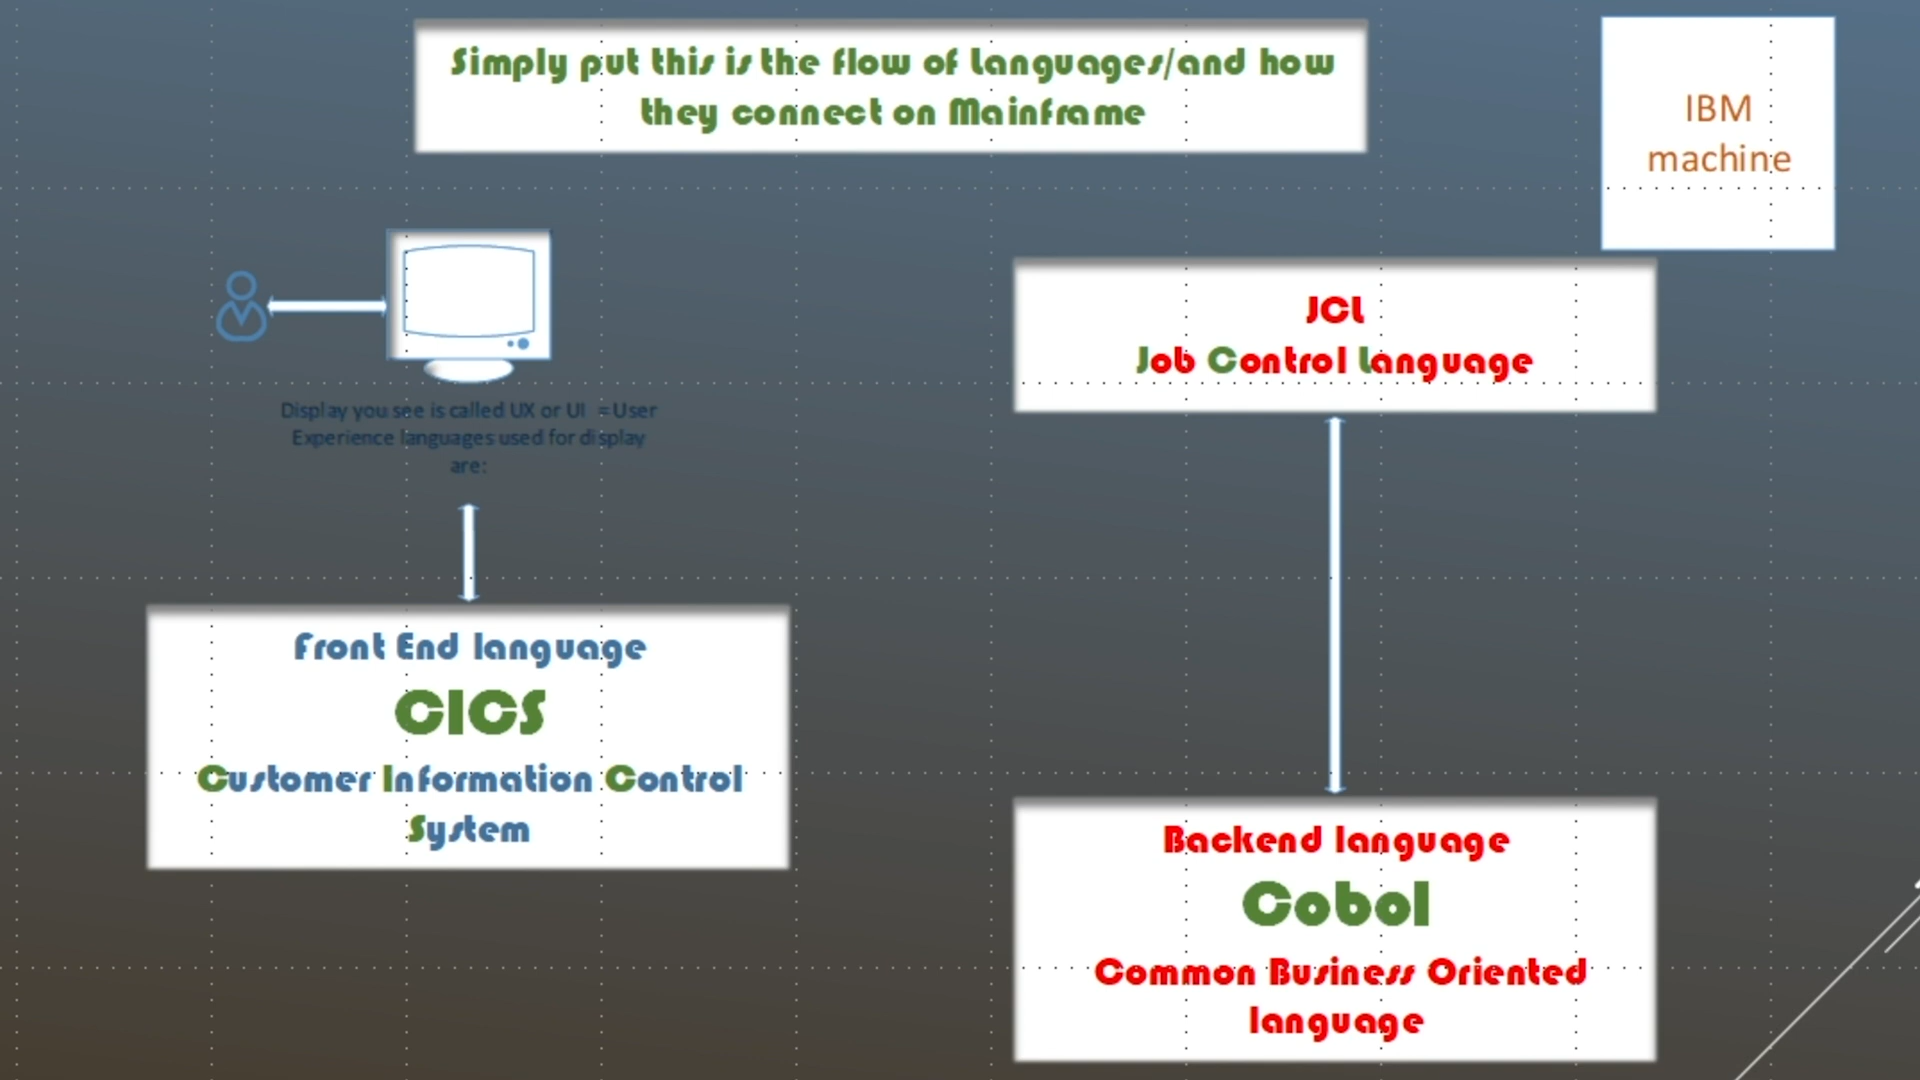 Simply put this is the flow of Languages/and how
they connect on Mainframe
IBM
machine
JCL
Job Control Language
Display you see is called UX or UI = User
Experience languages used for display
are:
Front End language
CICS
Customer Information Control
System
Backend language
Cobol
Common Business Oriented
language